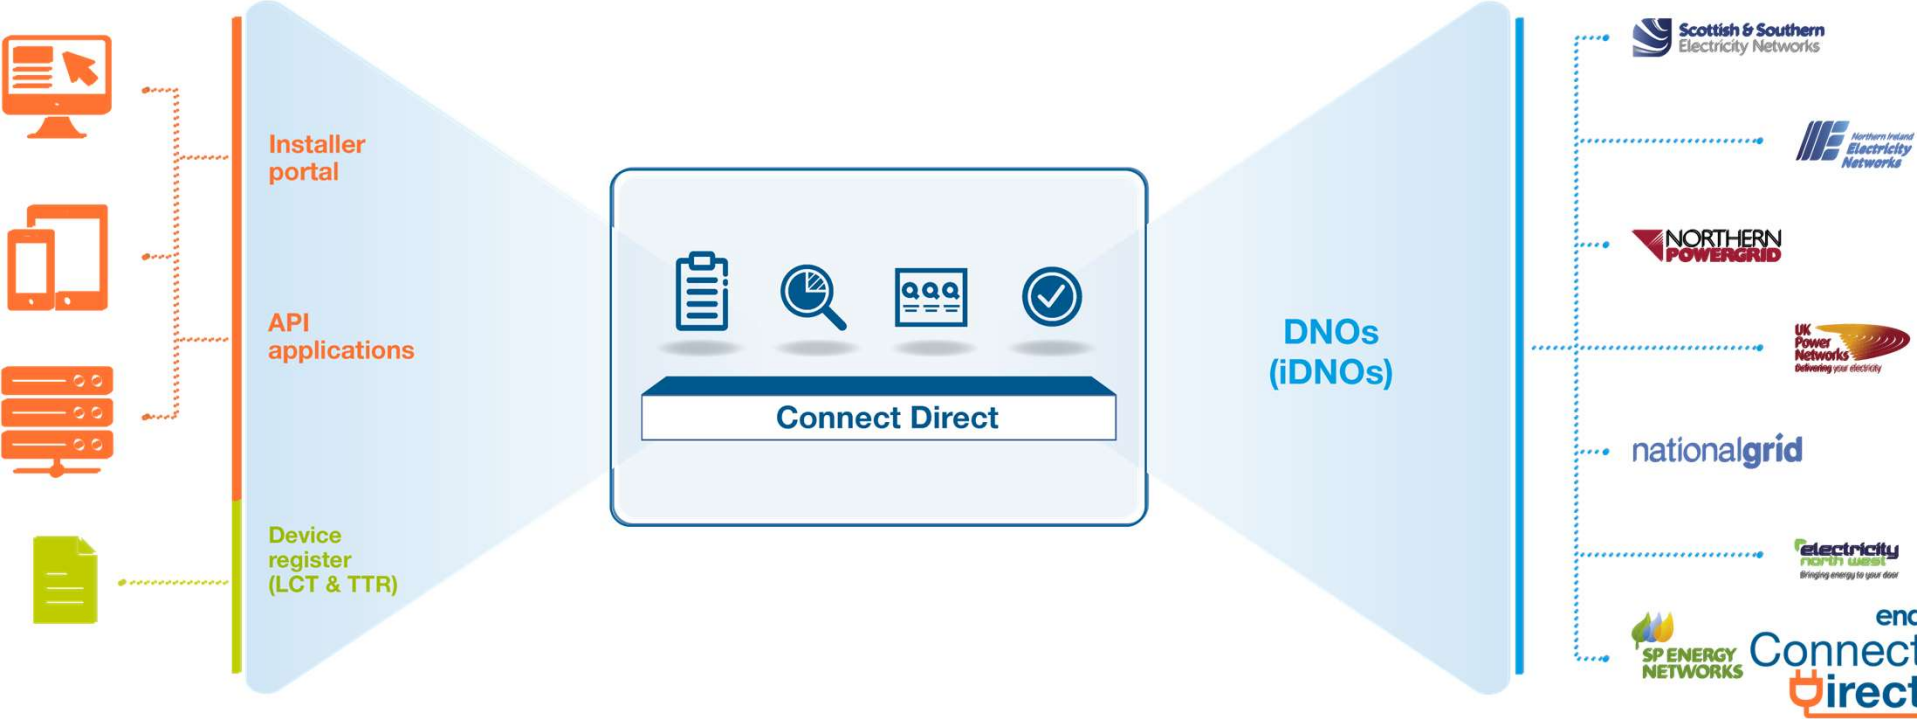 Installer
portal
API
applications
Device
register
(LCT & TTR)
Connect Direct
DNOs
(iDNOs)
Scottish & Southern
Electricity Networks
Northern Ireland
Electricity
Networks
NORTHERN
POWERGRID
UK
Power
Networks
Delivering your electricity
nationalgrid
electricity
north west
Bringing energy to your door
SP ENERGY
NETWORKS
ena
Connect
Direct